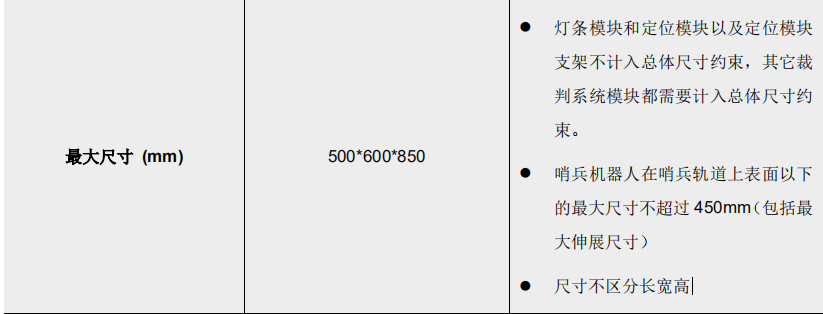 最大尺寸 (mm)
500*600*850
● 灯条模块和定位模块以及定位模块
支架不计入总体尺寸约束，其它裁
判系统模块都需要计入总体尺寸约
束。
● 哨兵机器人在哨兵轨道上表面以下
的最大尺寸不超过 450mm（包括最
大伸展尺寸）
● 尺寸不区分长宽高